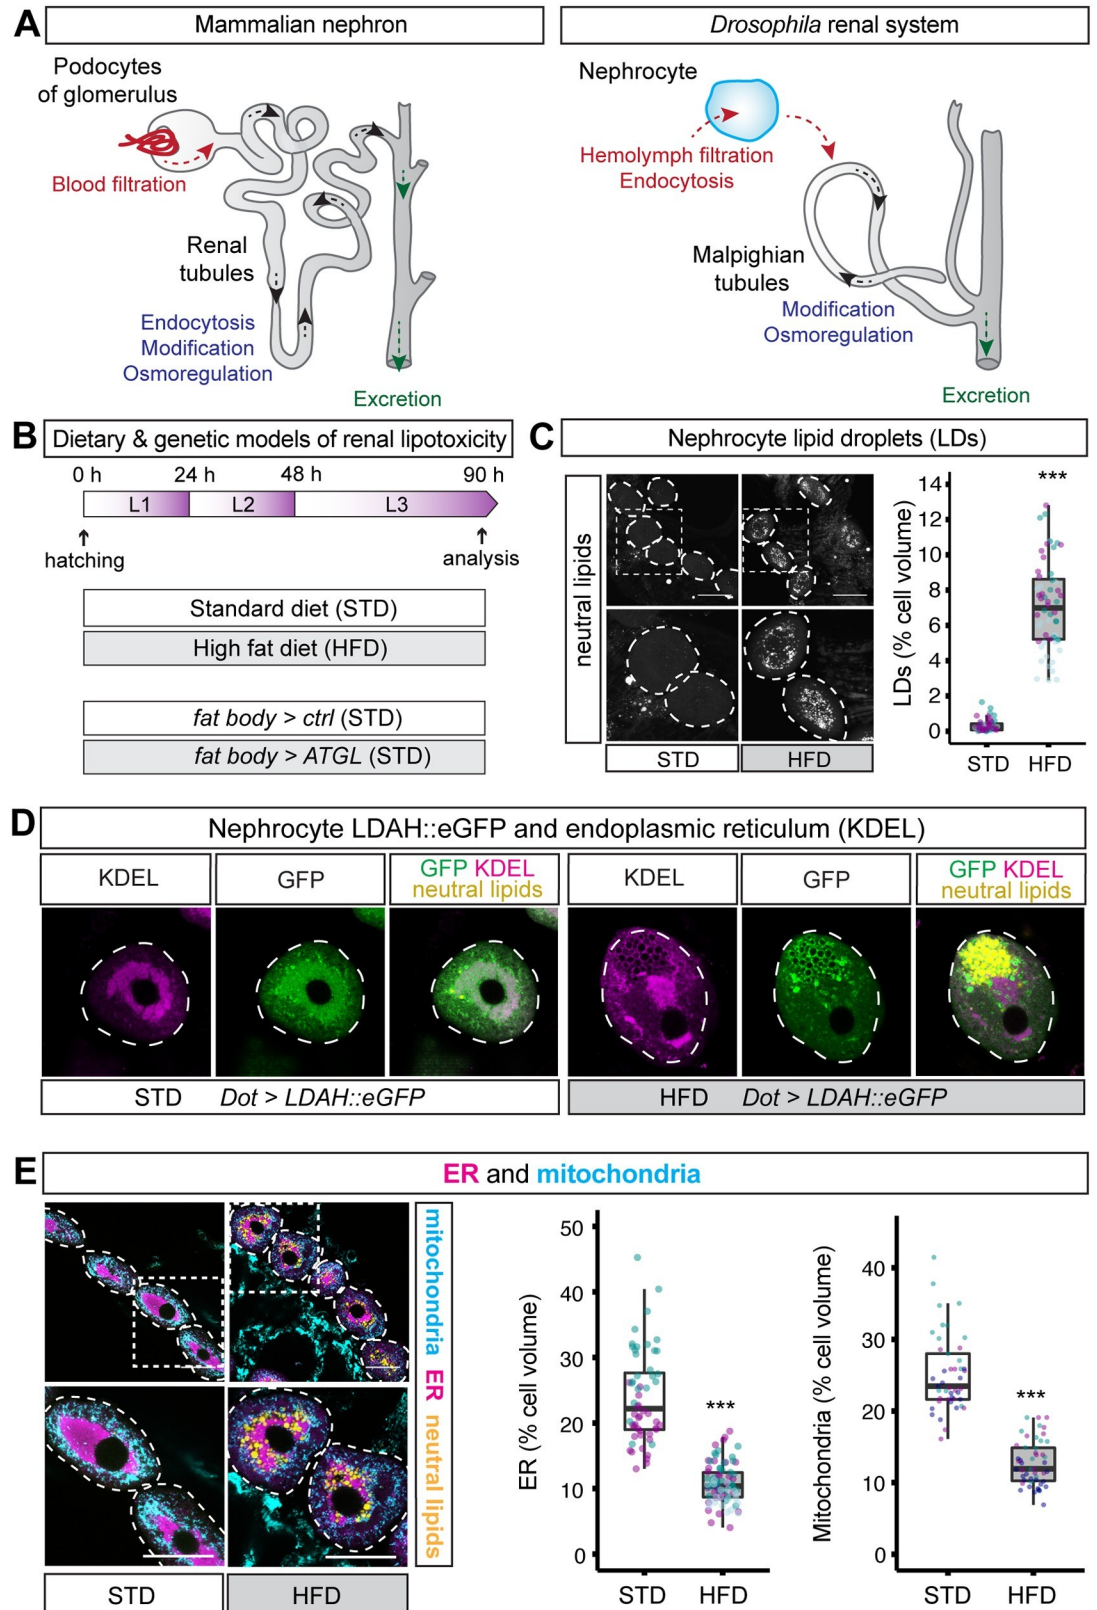 A
Mammalian nephron
Drosophila renal system
Podocytes
of glomerulus
Blood filtration
Renal
tubules
Endocytosis
Modification
Osmoregulation
Excretion
Nephrocyte
Hemolymph filtration
Endocytosis
Malpighian
tubules
Modification
Osmoregulation
Excretion
B
Dietary & genetic models of renal lipotoxicity
0 h 24 h 48 h 90 h
L1 L2 L3
hatching
analysis
Standard diet (STD)
High fat diet (HFD)
fat body > ctrl (STD)
fat body > ATGL (STD)
C
Nephrocyte lipid droplets (LDs)
neutral lipids
STD HFD
LDs (% cell volume)
14
12
10
8
6
4
2
0
***
STD HFD
D
Nephrocyte LDAH::eGFP and endoplasmic reticulum (KDEL)
KDEL
GFP
GFP KDEL
neutral lipids
KDEL
GFP
GFP KDEL
neutral lipids
STD Dot > LDAH::eGFP
HFD Dot > LDAH::eGFP
E
ER and mitochondria
mitochondria ER neutral lipids
STD HFD
ER (% cell volume)
50
40
30
20
10
0
***
STD HFD
Mitochondria (% cell volume)
40
30
20
10
0
***
STD HFD